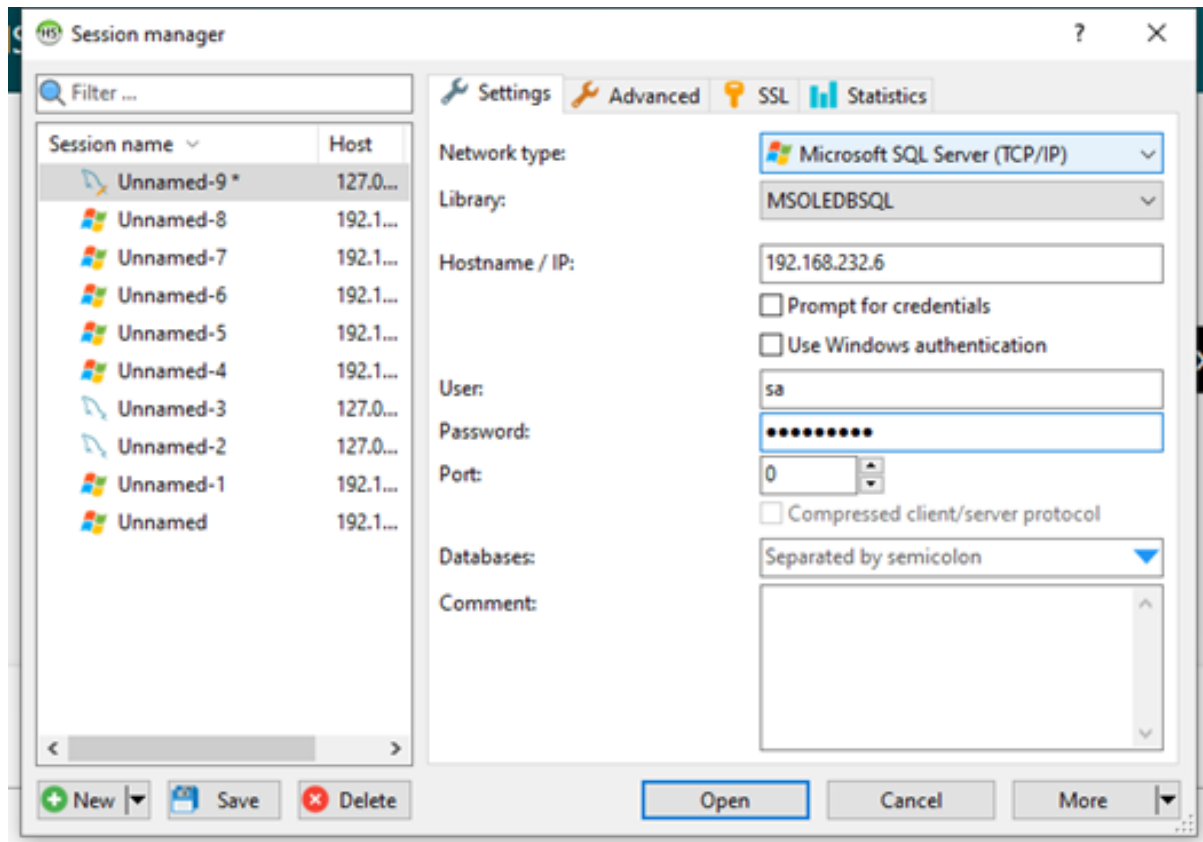 HS Session manager ? ×
Filter ...
Session name Host
Unnamed-9 * 127.0...
Unnamed-8 192.1...
Unnamed-7 192.1...
Unnamed-6 192.1...
Unnamed-5 192.1...
Unnamed-4 192.1...
Unnamed-3 127.0...
Unnamed-2 127.0...
Unnamed-1 192.1...
Unnamed 192.1...
New Save Delete
Settings Advanced SSL Statistics
Network type: Microsoft SQL Server (TCP/IP)
Library: MSOLEDBSQL
Hostname / IP: 192.168.232.6
Prompt for credentials
Use Windows authentication
User: sa
Password: •••••••••
Port: 0
Compressed client/server protocol
Databases: Separated by semicolon
Comment:
Open Cancel More